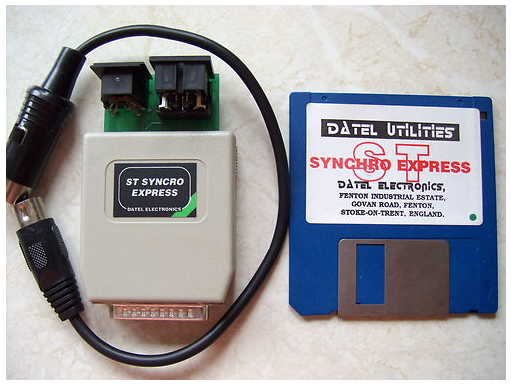 ST SYNCRO
EXPRESS
DATEL ELECTRONICS
DATEL UTILITIES
ST
SYNCHRO EXPRESS
DATEL ELECTRONICS,
FENTON INDUSTRIAL ESTATE,
GOVAN ROAD, FENTON,
STOKE-ON-TRENT, ENGLAND.